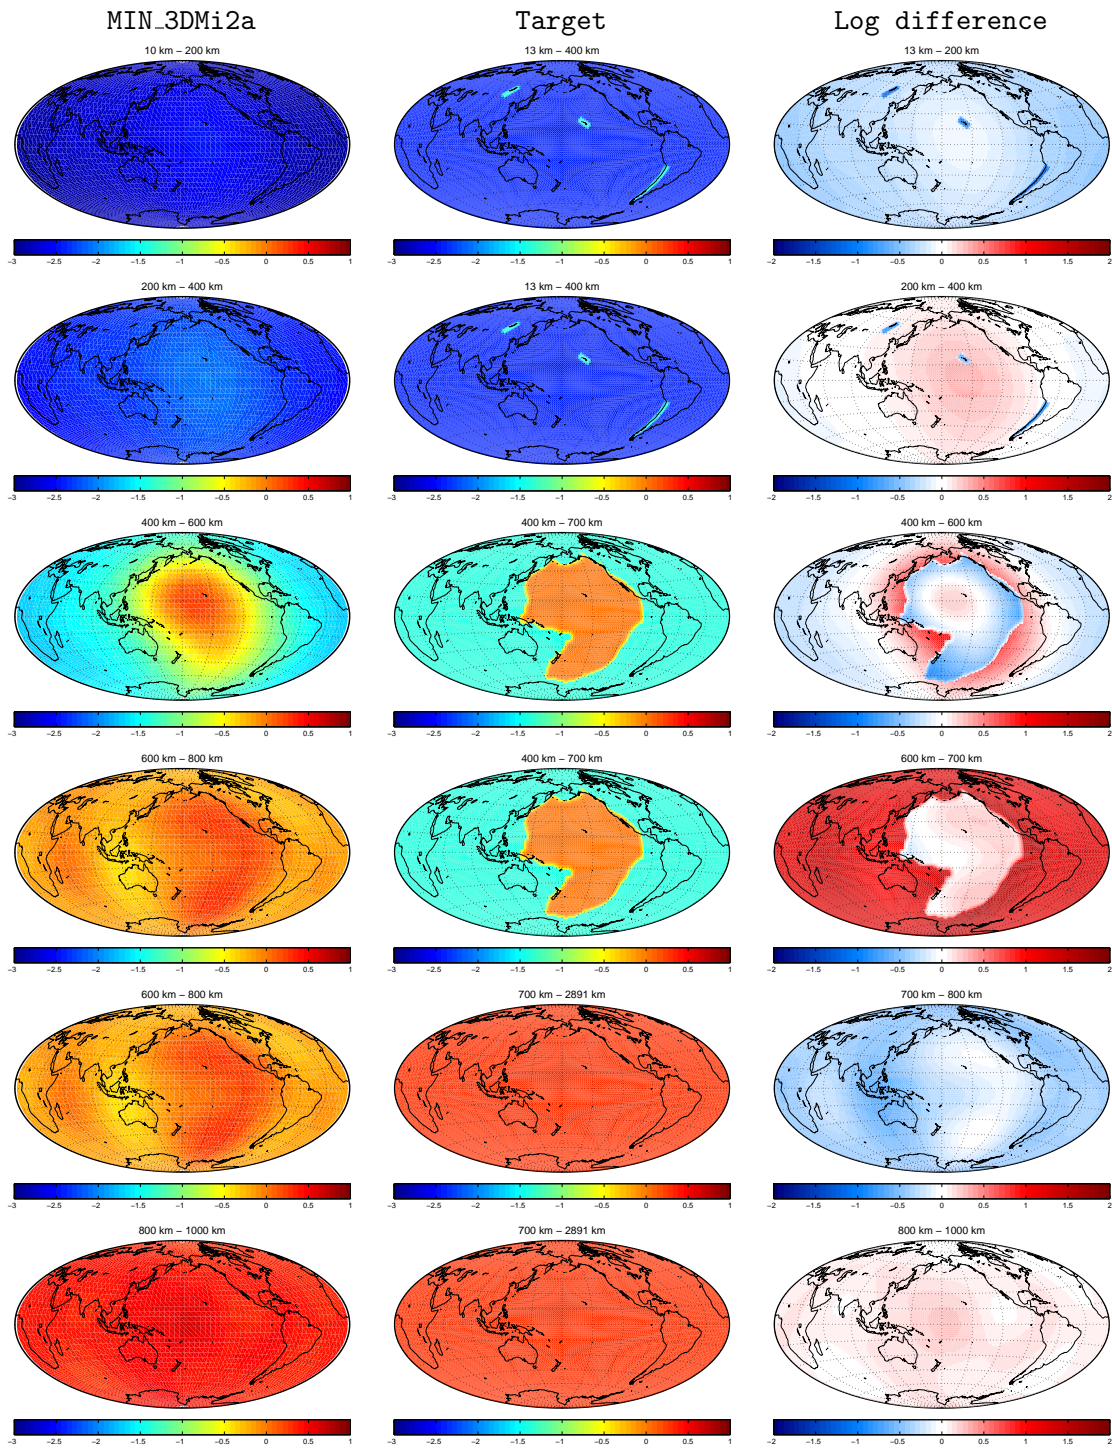 MIN_3DMi2a Target Log difference
10 km − 200 km 13 km − 400 km 13 km − 200 km
−3 −2.5 −2 −1.5 −1 −0.5 0 0.5 1 −3 −2.5 −2 −1.5 −1 −0.5 0 0.5 1 −2 −1.5 −1 −0.5 0 0.5 1 1.5 2
200 km − 400 km 13 km − 400 km 200 km − 400 km
−3 −2.5 −2 −1.5 −1 −0.5 0 0.5 1 −3 −2.5 −2 −1.5 −1 −0.5 0 0.5 1 −2 −1.5 −1 −0.5 0 0.5 1 1.5 2
400 km − 600 km 400 km − 700 km 400 km − 600 km
−3 −2.5 −2 −1.5 −1 −0.5 0 0.5 1 −3 −2.5 −2 −1.5 −1 −0.5 0 0.5 1 −2 −1.5 −1 −0.5 0 0.5 1 1.5 2
600 km − 800 km 400 km − 700 km 600 km − 700 km
−3 −2.5 −2 −1.5 −1 −0.5 0 0.5 1 −3 −2.5 −2 −1.5 −1 −0.5 0 0.5 1 −2 −1.5 −1 −0.5 0 0.5 1 1.5 2
600 km − 800 km 700 km − 2891 km 700 km − 800 km
−3 −2.5 −2 −1.5 −1 −0.5 0 0.5 1 −3 −2.5 −2 −1.5 −1 −0.5 0 0.5 1 −2 −1.5 −1 −0.5 0 0.5 1 1.5 2
800 km − 1000 km 700 km − 2891 km 800 km − 1000 km
−3 −2.5 −2 −1.5 −1 −0.5 0 0.5 1 −3 −2.5 −2 −1.5 −1 −0.5 0 0.5 1 −2 −1.5 −1 −0.5 0 0.5 1 1.5 2